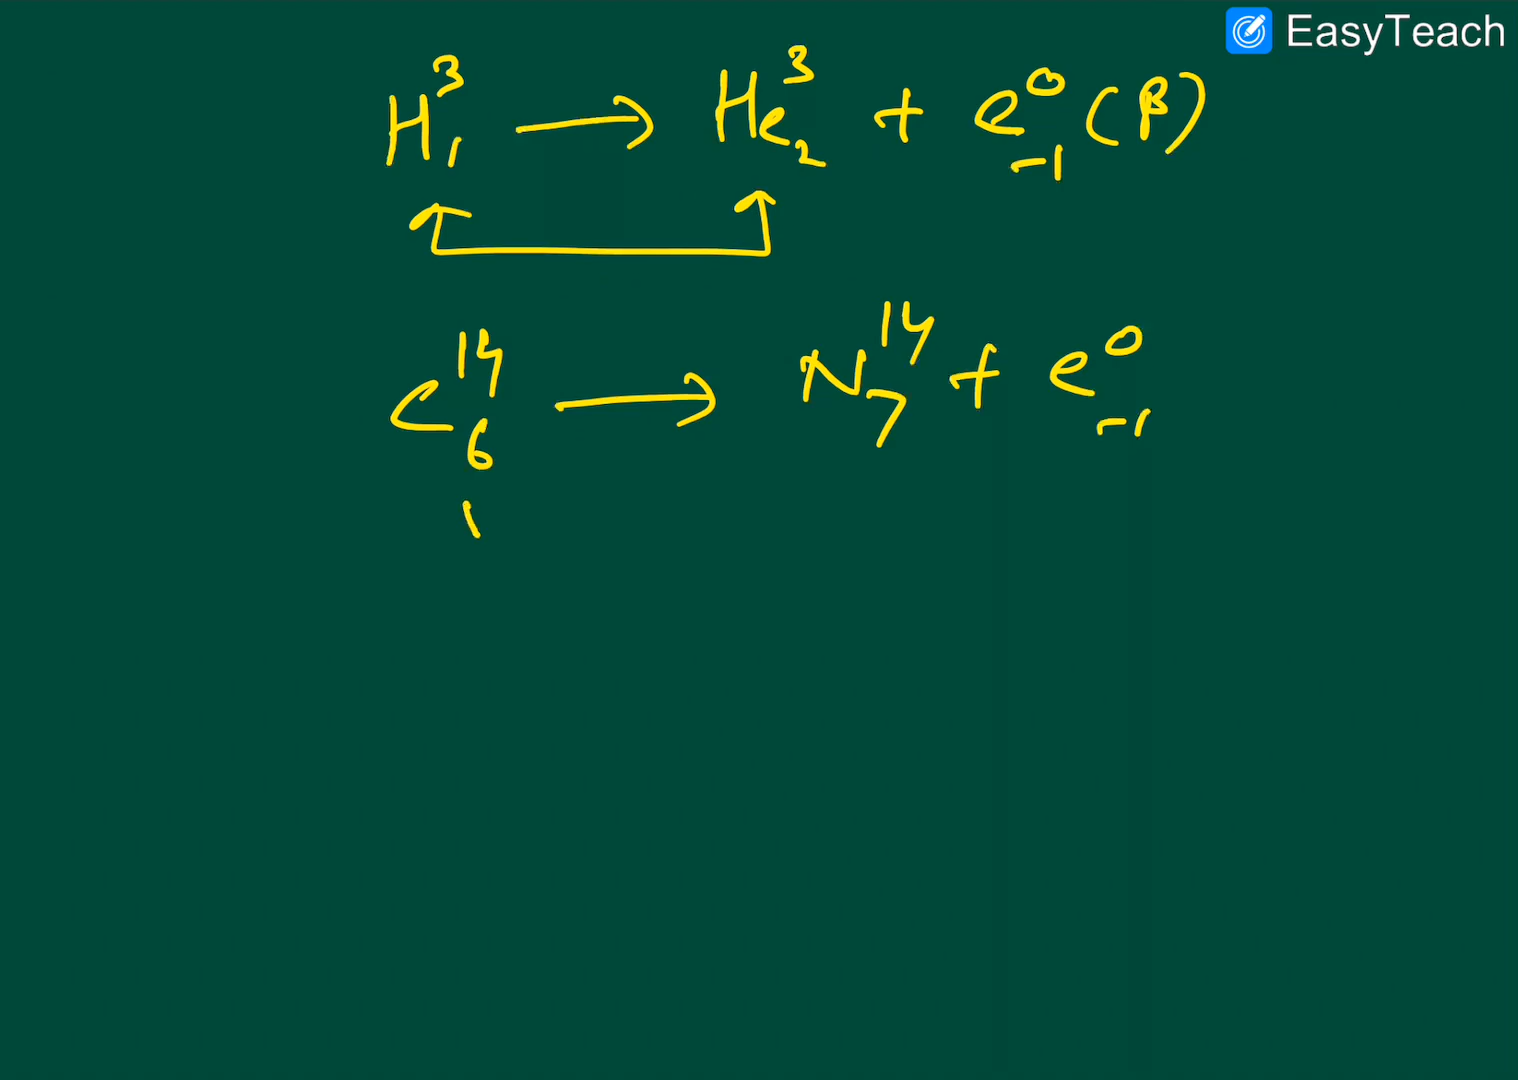 EasyTeach
H³₁ → He³₂ + e⁰₋₁ (β)
C¹⁴₆ → N¹⁴₇ + e⁰₋₁